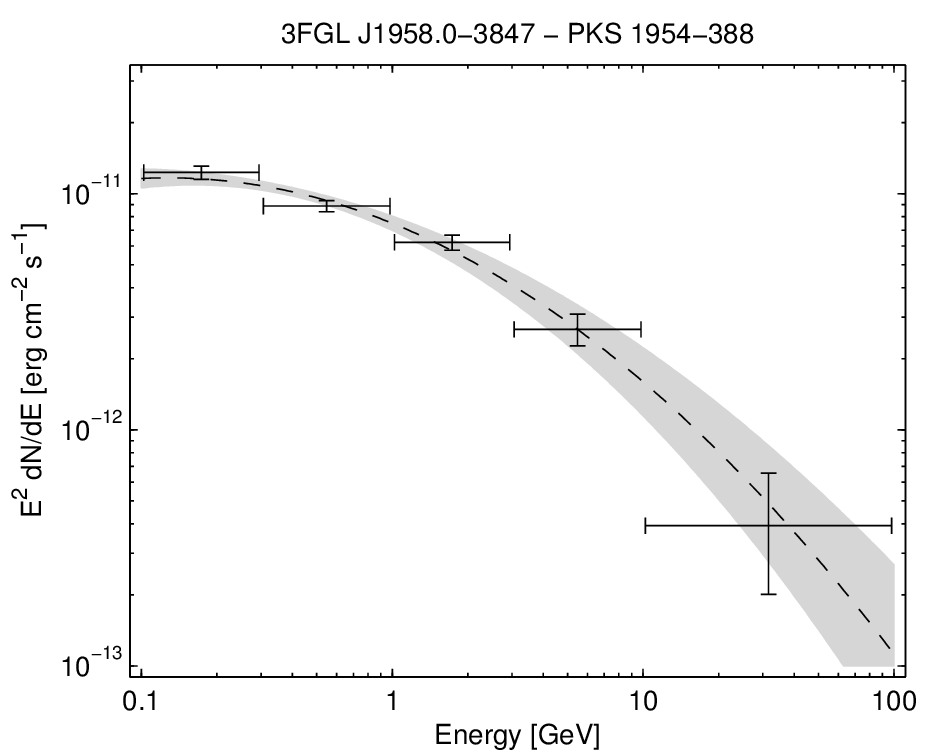 3FGL J1958.0−3847 − PKS 1954−388
E² dN/dE [erg cm⁻² s⁻¹]
10⁻¹¹
10⁻¹²
10⁻¹³
0.1 1 10 100
Energy [GeV]